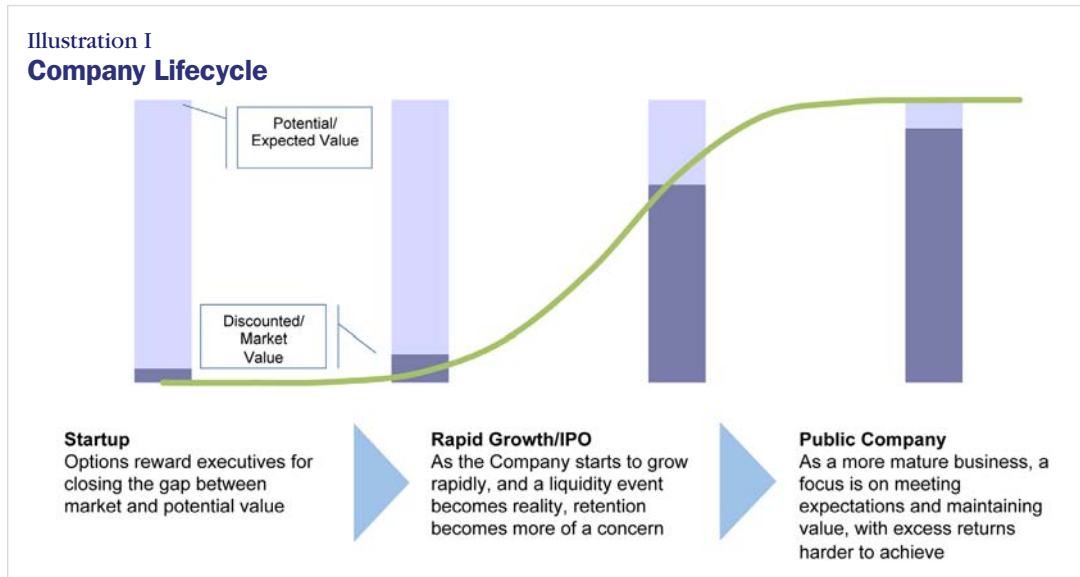 Illustration I
Company Lifecycle
Potential/
Expected Value
Discounted/
Market
Value
Startup
Options reward executives for
closing the gap between
market and potential value
Rapid Growth/IPO
As the Company starts to grow
rapidly, and a liquidity event
becomes reality, retention
becomes more of a concern
Public Company
As a more mature business, a
focus is on meeting
expectations and maintaining
value, with excess returns
harder to achieve